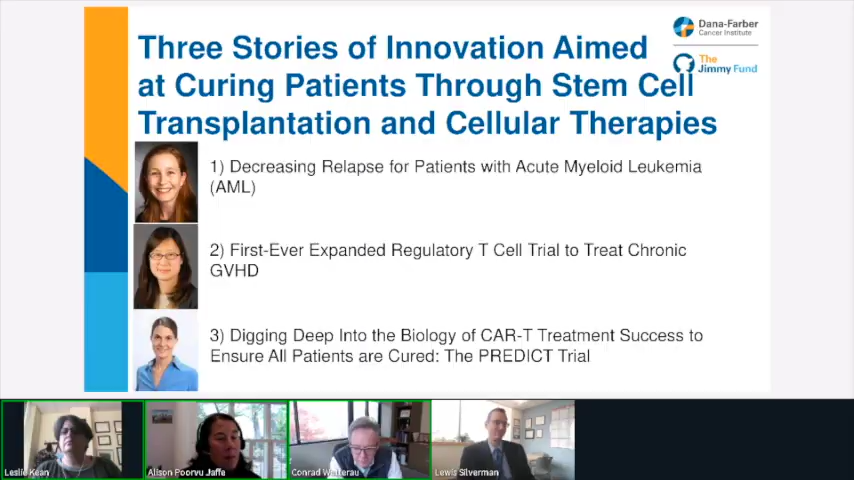 Dana-Farber
Cancer Institute
The
Jimmy Fund
Three Stories of Innovation Aimed
at Curing Patients Through Stem Cell
Transplantation and Cellular Therapies
1) Decreasing Relapse for Patients with Acute Myeloid Leukemia
(AML)
2) First-Ever Expanded Regulatory T Cell Trial to Treat Chronic
GVHD
3) Digging Deep Into the Biology of CAR-T Treatment Success to
Ensure All Patients are Cured: The PREDICT Trial
Leslie Kean
Alison Poorvu Jaffe
Conrad
Lewis Silverman